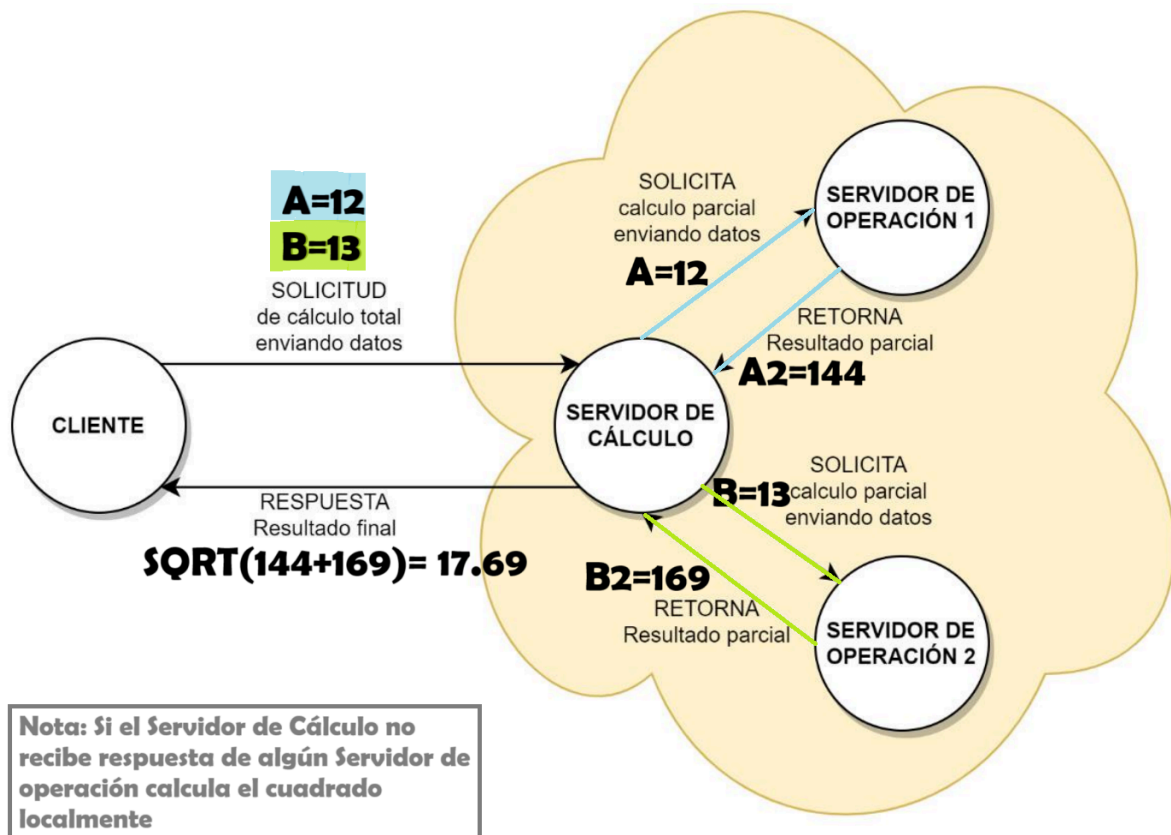 A=12
B=13
SOLICITUD
de cálculo total
enviando datos
CLIENTE
RESPUESTA
Resultado final
SQRT(144+169)= 17.69
SERVIDOR DE
CÁLCULO
SOLICITA
calculo parcial
enviando datos
A=12
SERVIDOR DE
OPERACIÓN 1
RETORNA
Resultado parcial
A2=144
SOLICITA
B=13 calculo parcial
enviando datos
B2=169
RETORNA
Resultado parcial
SERVIDOR DE
OPERACIÓN 2
Nota: Si el Servidor de Cálculo no
recibe respuesta de algún Servidor de
operación calcula el cuadrado
localmente